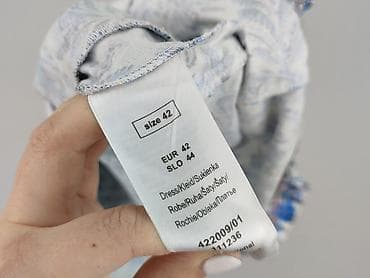 size 42
EUR 42
SLO 44
Dress/Kleid/Sukienka
Robe/Ruha/Šaty/Šaty/
Rochie/Obleka/Платье
422009/01